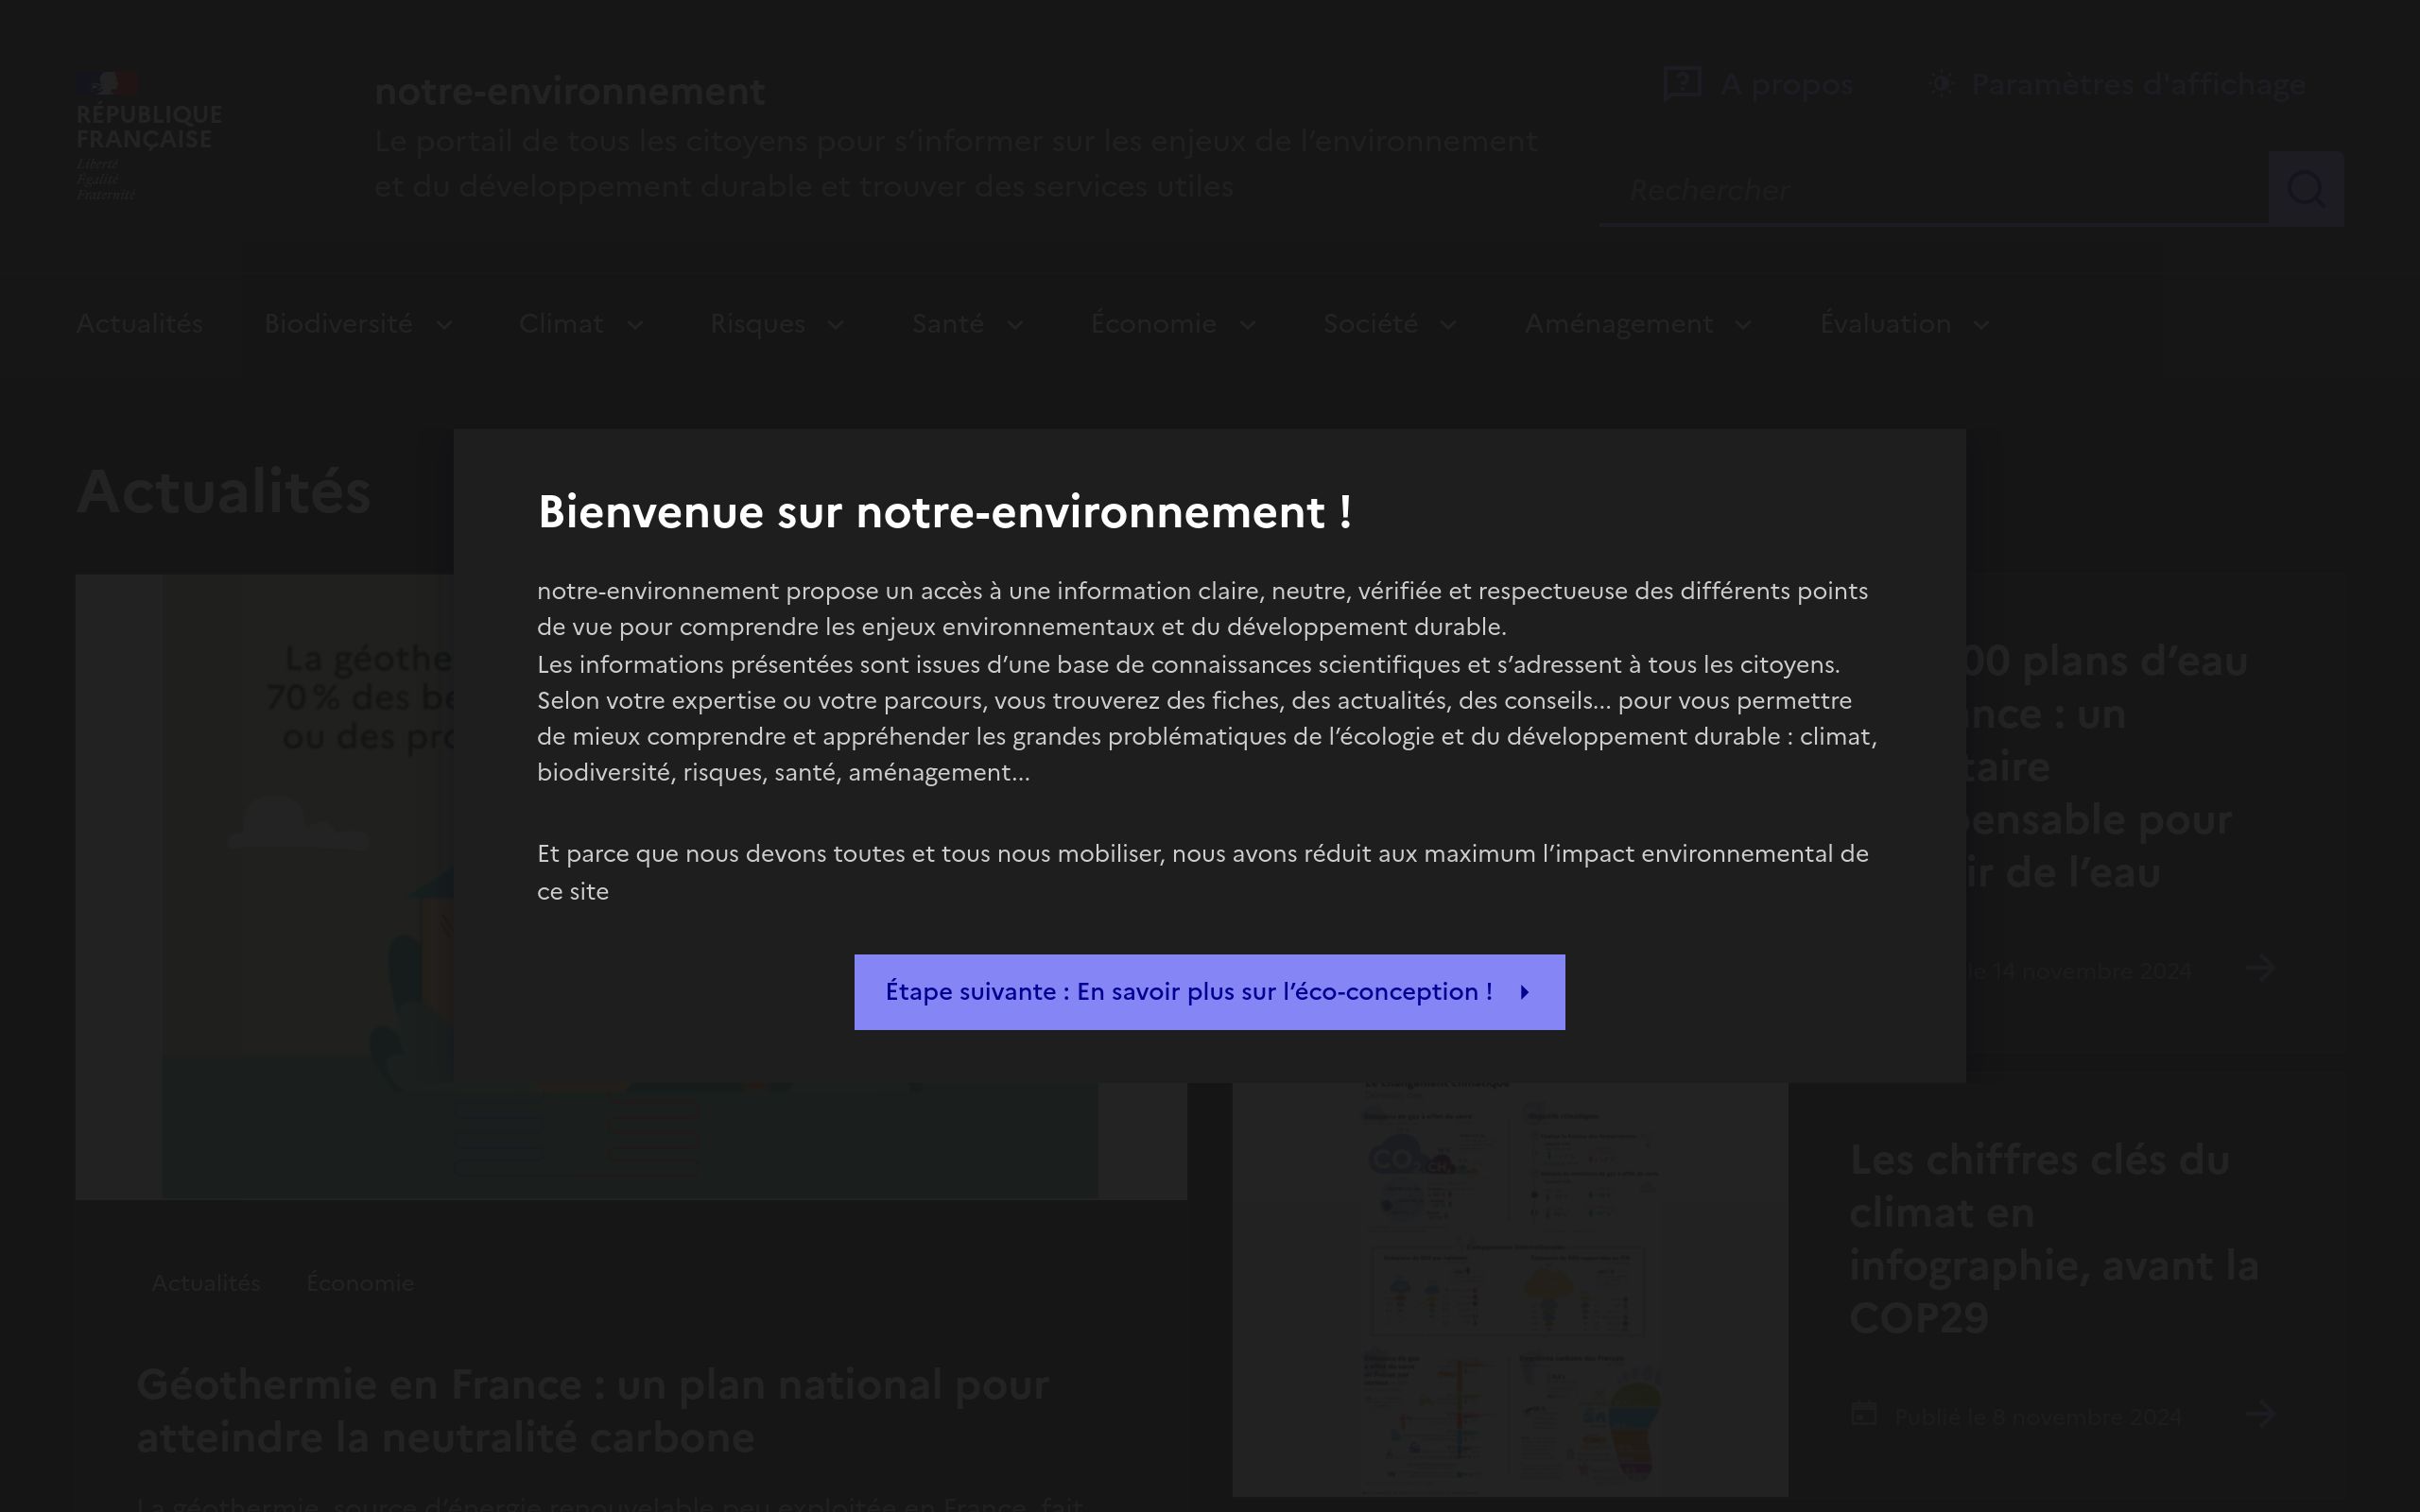 RÉPUBLIQUE
FRANÇAISE
Liberté
Égalité
Fraternité
notre-environnement
Le portail de tous les citoyens pour s’informer sur les enjeux de l’environnement
et du développement durable et trouver des services utiles
A propos
Paramètres d'affichage
Rechercher
Actualités Biodiversité Climat Risques Santé Économie Société Aménagement Évaluation
Actualités
Bienvenue sur notre-environnement !
notre-environnement propose un accès à une information claire, neutre, vérifiée et respectueuse des différents points
de vue pour comprendre les enjeux environnementaux et du développement durable.
Les informations présentées sont issues d’une base de connaissances scientifiques et s’adressent à tous les citoyens.
Selon votre expertise ou votre parcours, vous trouverez des fiches, des actualités, des conseils... pour vous permettre
de mieux comprendre et appréhender les grandes problématiques de l’écologie et du développement durable : climat,
biodiversité, risques, santé, aménagement...
Et parce que nous devons toutes et tous nous mobiliser, nous avons réduit aux maximum l’impact environnemental de
ce site
Étape suivante : En savoir plus sur l’éco-conception !
La géothe
70 % des be
ou des pro
00 plans d’eau
nce : un
taire
pensable pour
ir de l’eau
le 14 novembre 2024
Actualités Économie
Géothermie en France : un plan national pour
atteindre la neutralité carbone
La géothermie, source d’énergie renouvelable peu exploitée en France, fait
CO₂
Les chiffres clés du
climat en
infographie, avant la
COP29
Publié le 8 novembre 2024